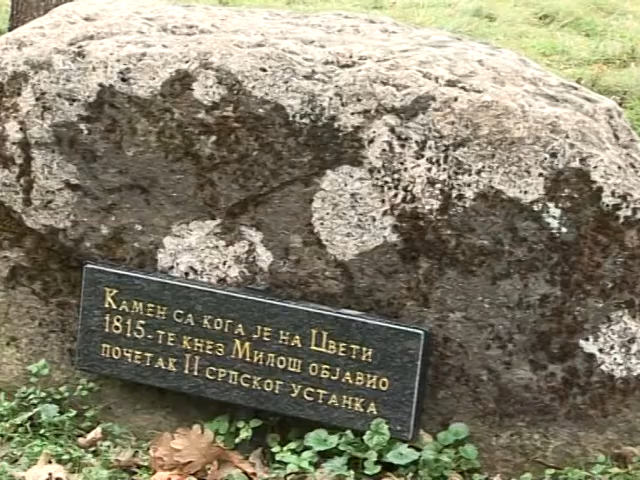 Камен са кога је на Цвети
1815-те кнез Милош објавио
почетак II српског устанка